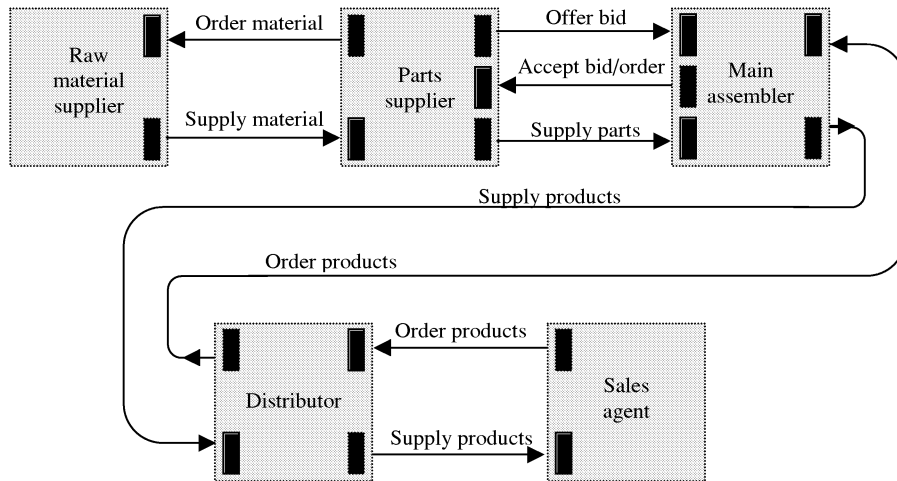 Order material
Offer bid
Raw
material
supplier
Parts
supplier
Accept bid/order
Main
assembler
Supply material
Supply parts
Supply products
Order products
Order products
Distributor
Sales
agent
Supply products